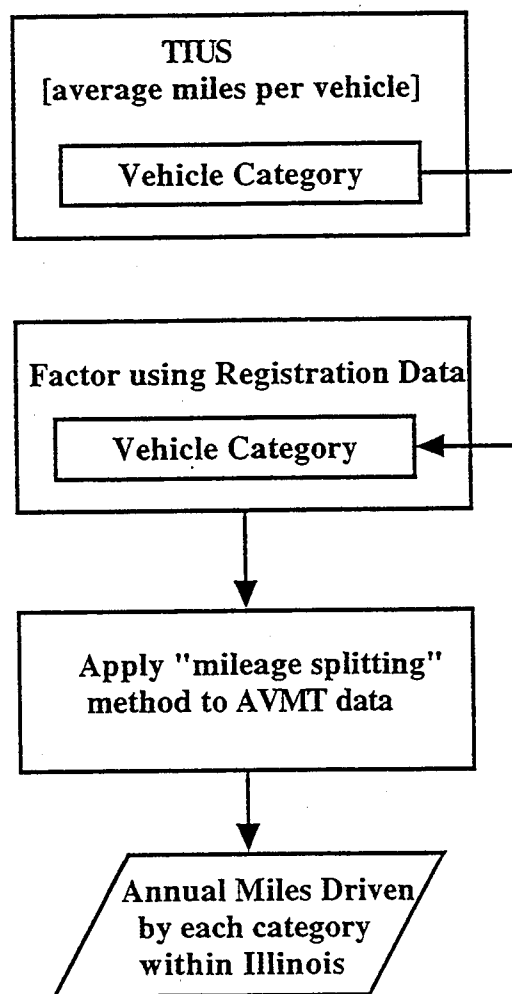 TIUS
[average miles per vehicle]
Vehicle Category
Factor using Registration Data
Vehicle Category
Apply "mileage splitting"
method to AVMT data
Annual Miles Driven
by each category
within Illinois